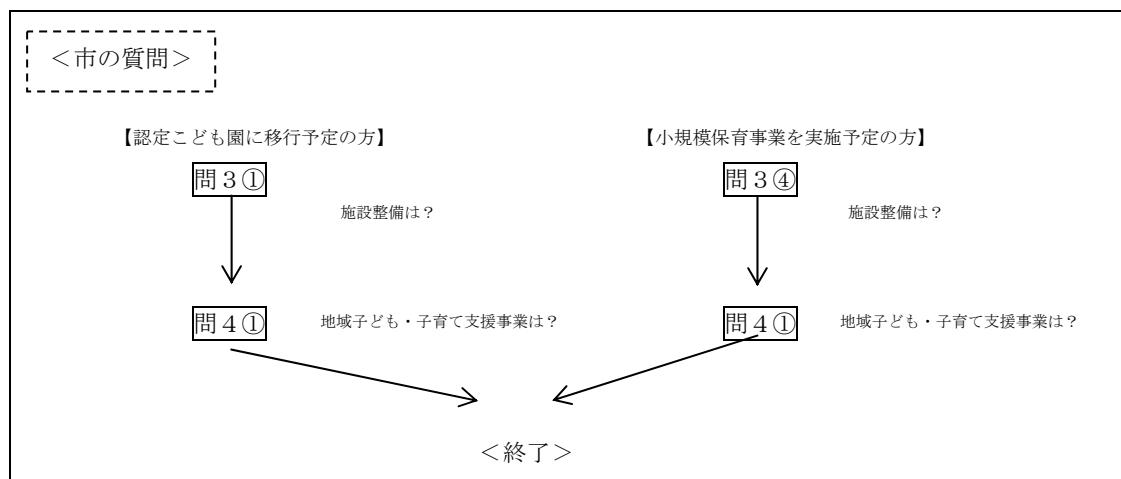 ＜市の質問＞
【認定こども園に移行予定の方】
【小規模保育事業を実施予定の方】
問３①
問３④
施設整備は？
施設整備は？
問４①
地域子ども・子育て支援事業は？
問４①
地域子ども・子育て支援事業は？
＜終了＞